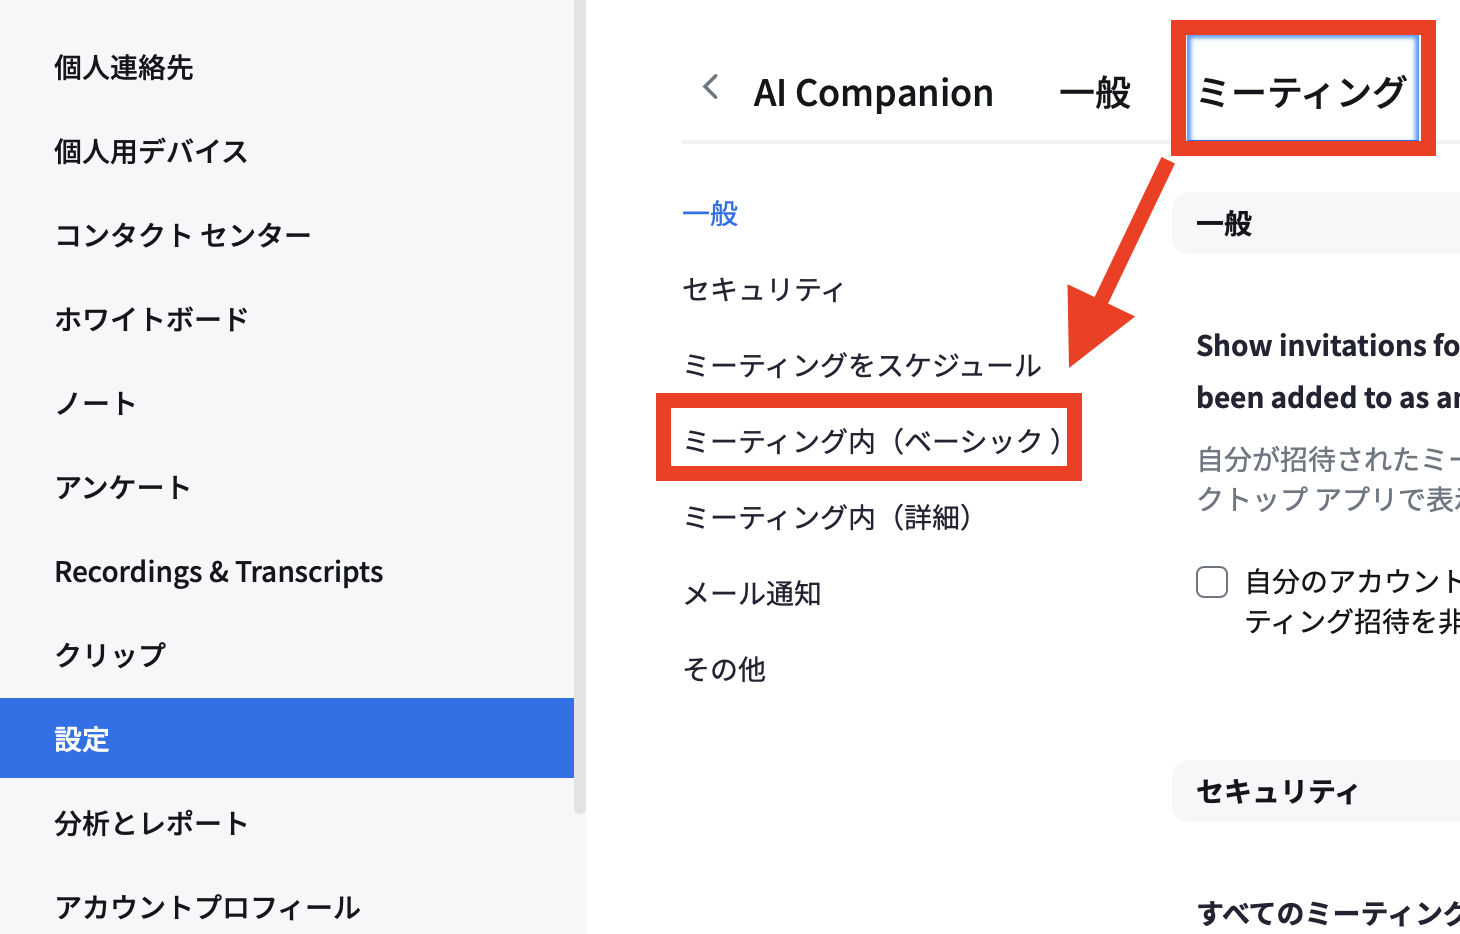 個人連絡先
個人用デバイス
コンタクト センター
ホワイトボード
ノート
アンケート
Recordings & Transcripts
クリップ
設定
分析とレポート
アカウントプロフィール
AI Companion 一般 ミーティング
一般
セキュリティ
ミーティングをスケジュール
ミーティング内（ベーシック ）
ミーティング内（詳細）
メール通知
その他
一般
Show invitations fo
been added to as an
自分が招待されたミー
クトップ アプリで表示
自分のアカウント
ティング招待を非
セキュリティ
すべてのミーティング